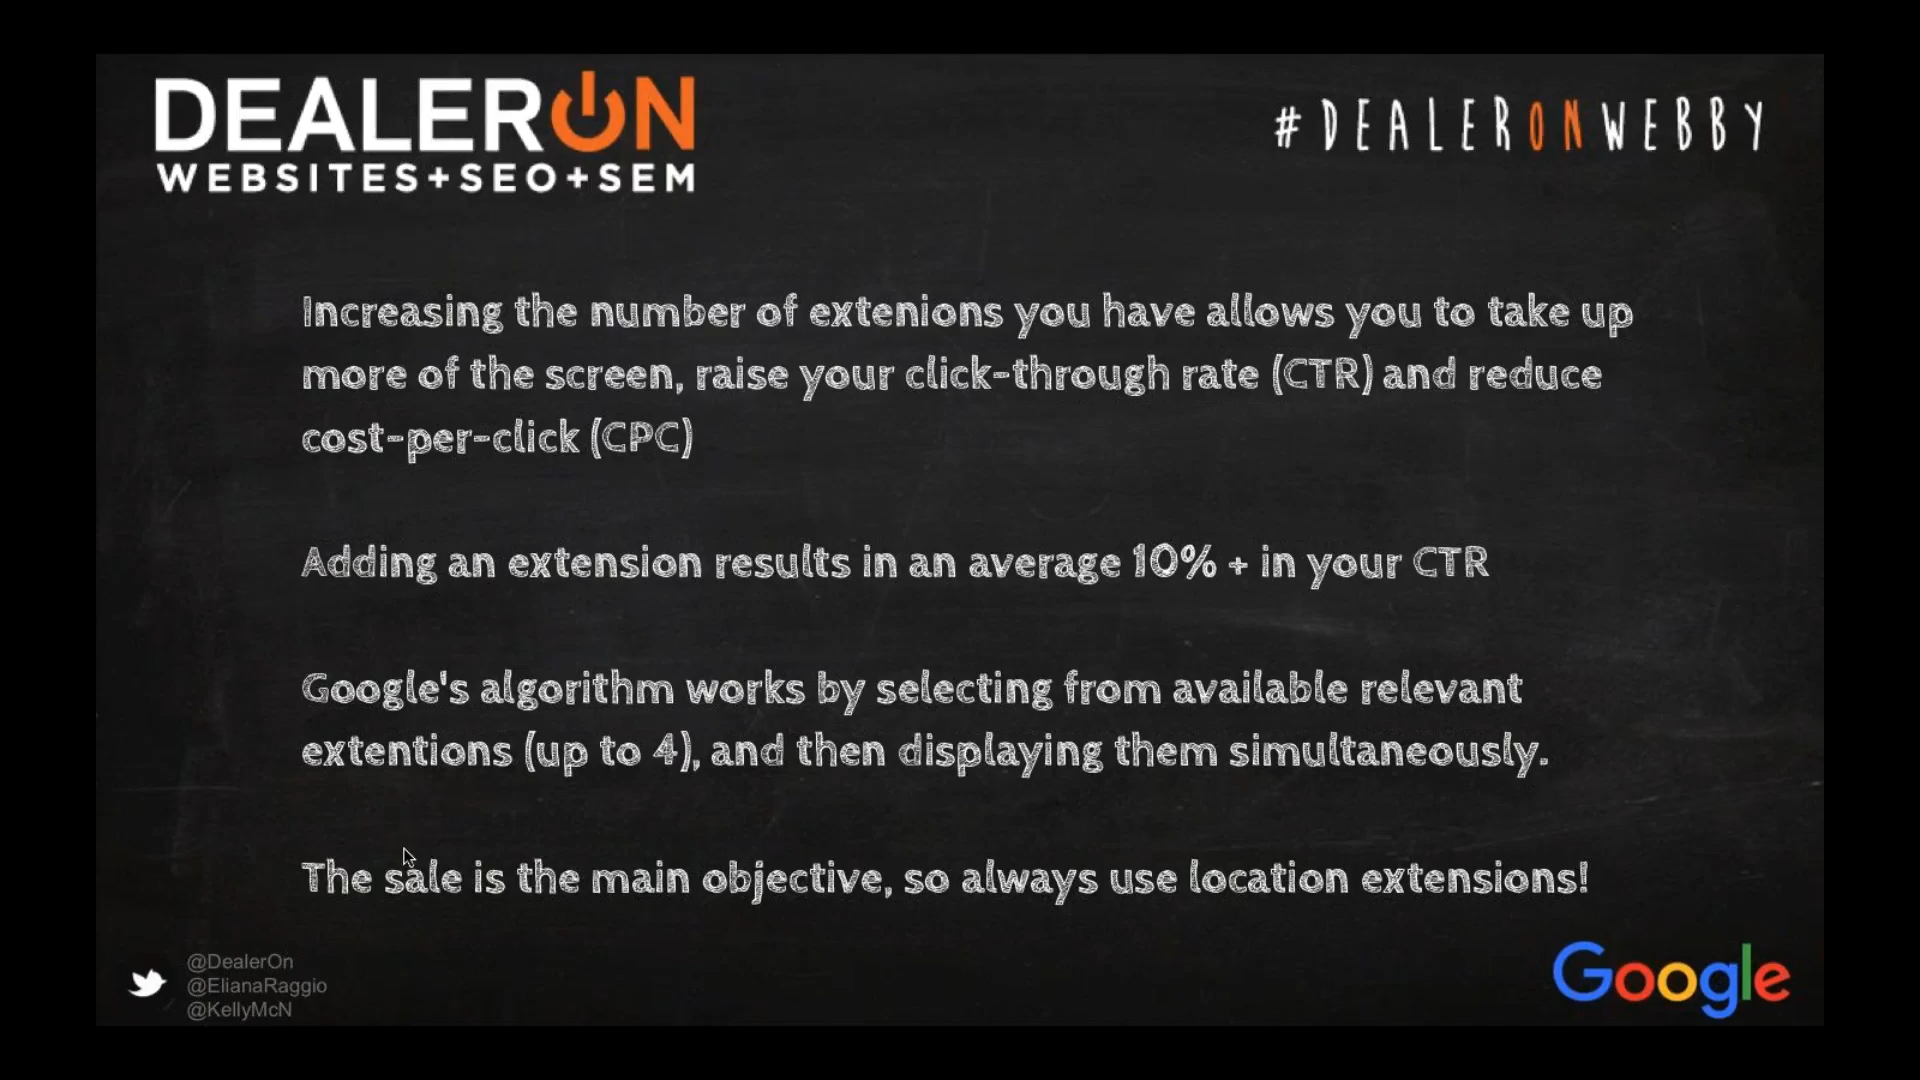 DEALERON
WEBSITES+SEO+SEM
#DEALERONWEBBY
Increasing the number of extenions you have allows you to take up
more of the screen, raise your click-through rate (CTR) and reduce
cost-per-click (CPC)
Adding an extension results in an average 10% + in your CTR
Google's algorithm works by selecting from available relevant
extentions (up to 4), and then displaying them simultaneously.
The sale is the main objective, so always use location extensions!
@DealerOn
@ElianaRaggio
@KellyMcN
Google